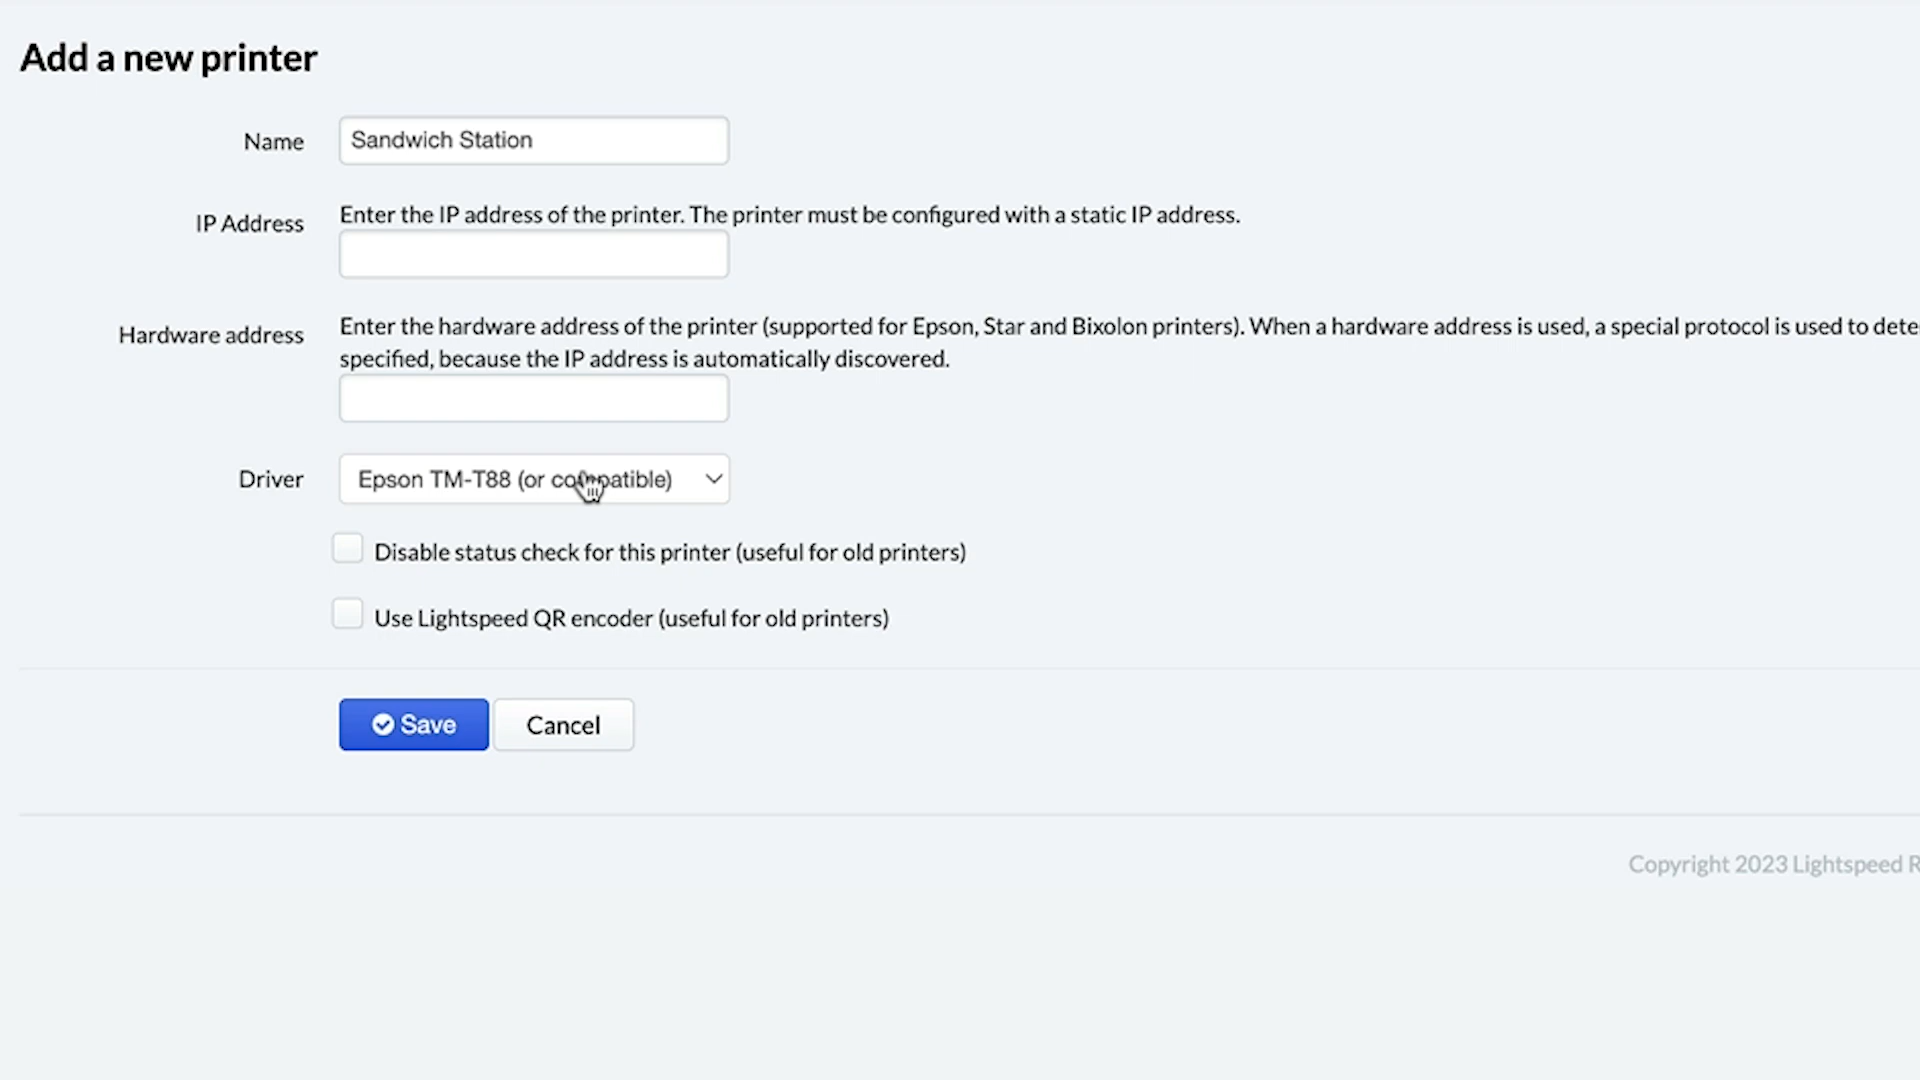 Add a new printer
Name
Sandwich Station
IP Address
Enter the IP address of the printer. The printer must be configured with a static IP address.
Hardware address
Enter the hardware address of the printer (supported for Epson, Star and Bixolon printers). When a hardware address is used, a special protocol is used to dete
specified, because the IP address is automatically discovered.
Driver
Epson TM-T88 (or compatible)
Disable status check for this printer (useful for old printers)
Use Lightspeed QR encoder (useful for old printers)
Save
Cancel
Copyright 2023 Lightspeed R